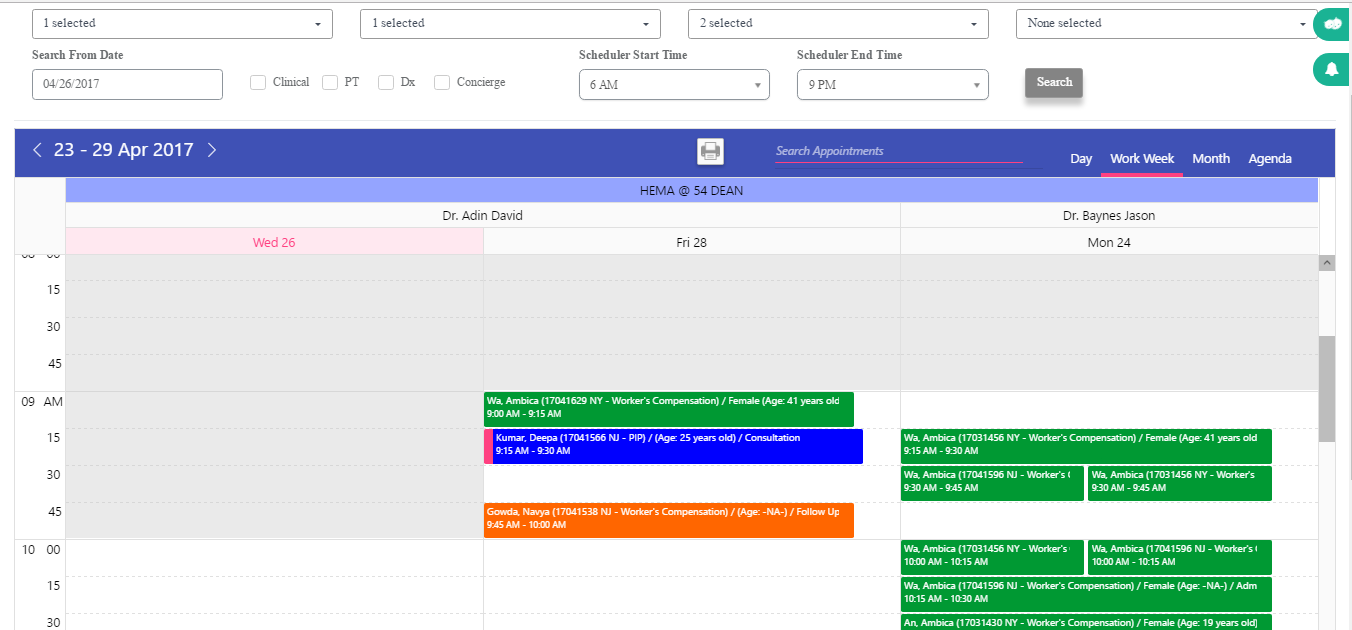 1 selected
1 selected
2 selected
None selected
Search From Date
Scheduler Start Time
Scheduler End Time
04/26/2017
Clinical
PT
Dx
Concierge
6 AM
9 PM
Search
23 - 29 Apr 2017
Search Appointments
Day
Work Week
Month
Agenda
HEMA @ 54 DEAN
Dr. Adin David
Dr. Baynes Jason
Wed 26
Fri 28
Mon 24
15
30
45
09 AM
Wa, Ambica (17041629 NY - Worker's Compensation) / Female (Age: 41 years old
9:00 AM - 9:15 AM
15
Kumar, Deepa (17041566 NJ - PIP) / (Age: 25 years old) / Consultation
9:15 AM - 9:30 AM
Wa, Ambica (17031456 NY - Worker's Compensation) / Female (Age: 41 years old
9:15 AM - 9:30 AM
30
Wa, Ambica (17041596 NJ - Worker's
9:30 AM - 9:45 AM
Wa, Ambica (17031456 NY - Worker's
9:30 AM - 9:45 AM
45
Gowda, Navya (17041538 NJ - Worker's Compensation) / (Age: -NA-) / Follow Up
9:45 AM - 10:00 AM
10 00
Wa, Ambica (17031456 NY - Worker's
10:00 AM - 10:15 AM
Wa, Ambica (17041596 NJ - Worker's
10:00 AM - 10:15 AM
15
Wa, Ambica (17041596 NJ - Worker's Compensation) / Female (Age: -NA-) / Adm
10:15 AM - 10:30 AM
30
An, Ambica (17031430 NY - Worker's Compensation) / Female (Age: 19 years old)